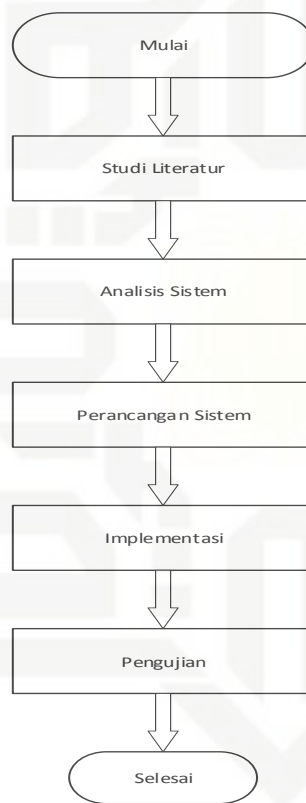 Mulai
Studi Literatur
Analisis Sistem
Perancangan Sistem
Implementasi
Pengujian
Selesai